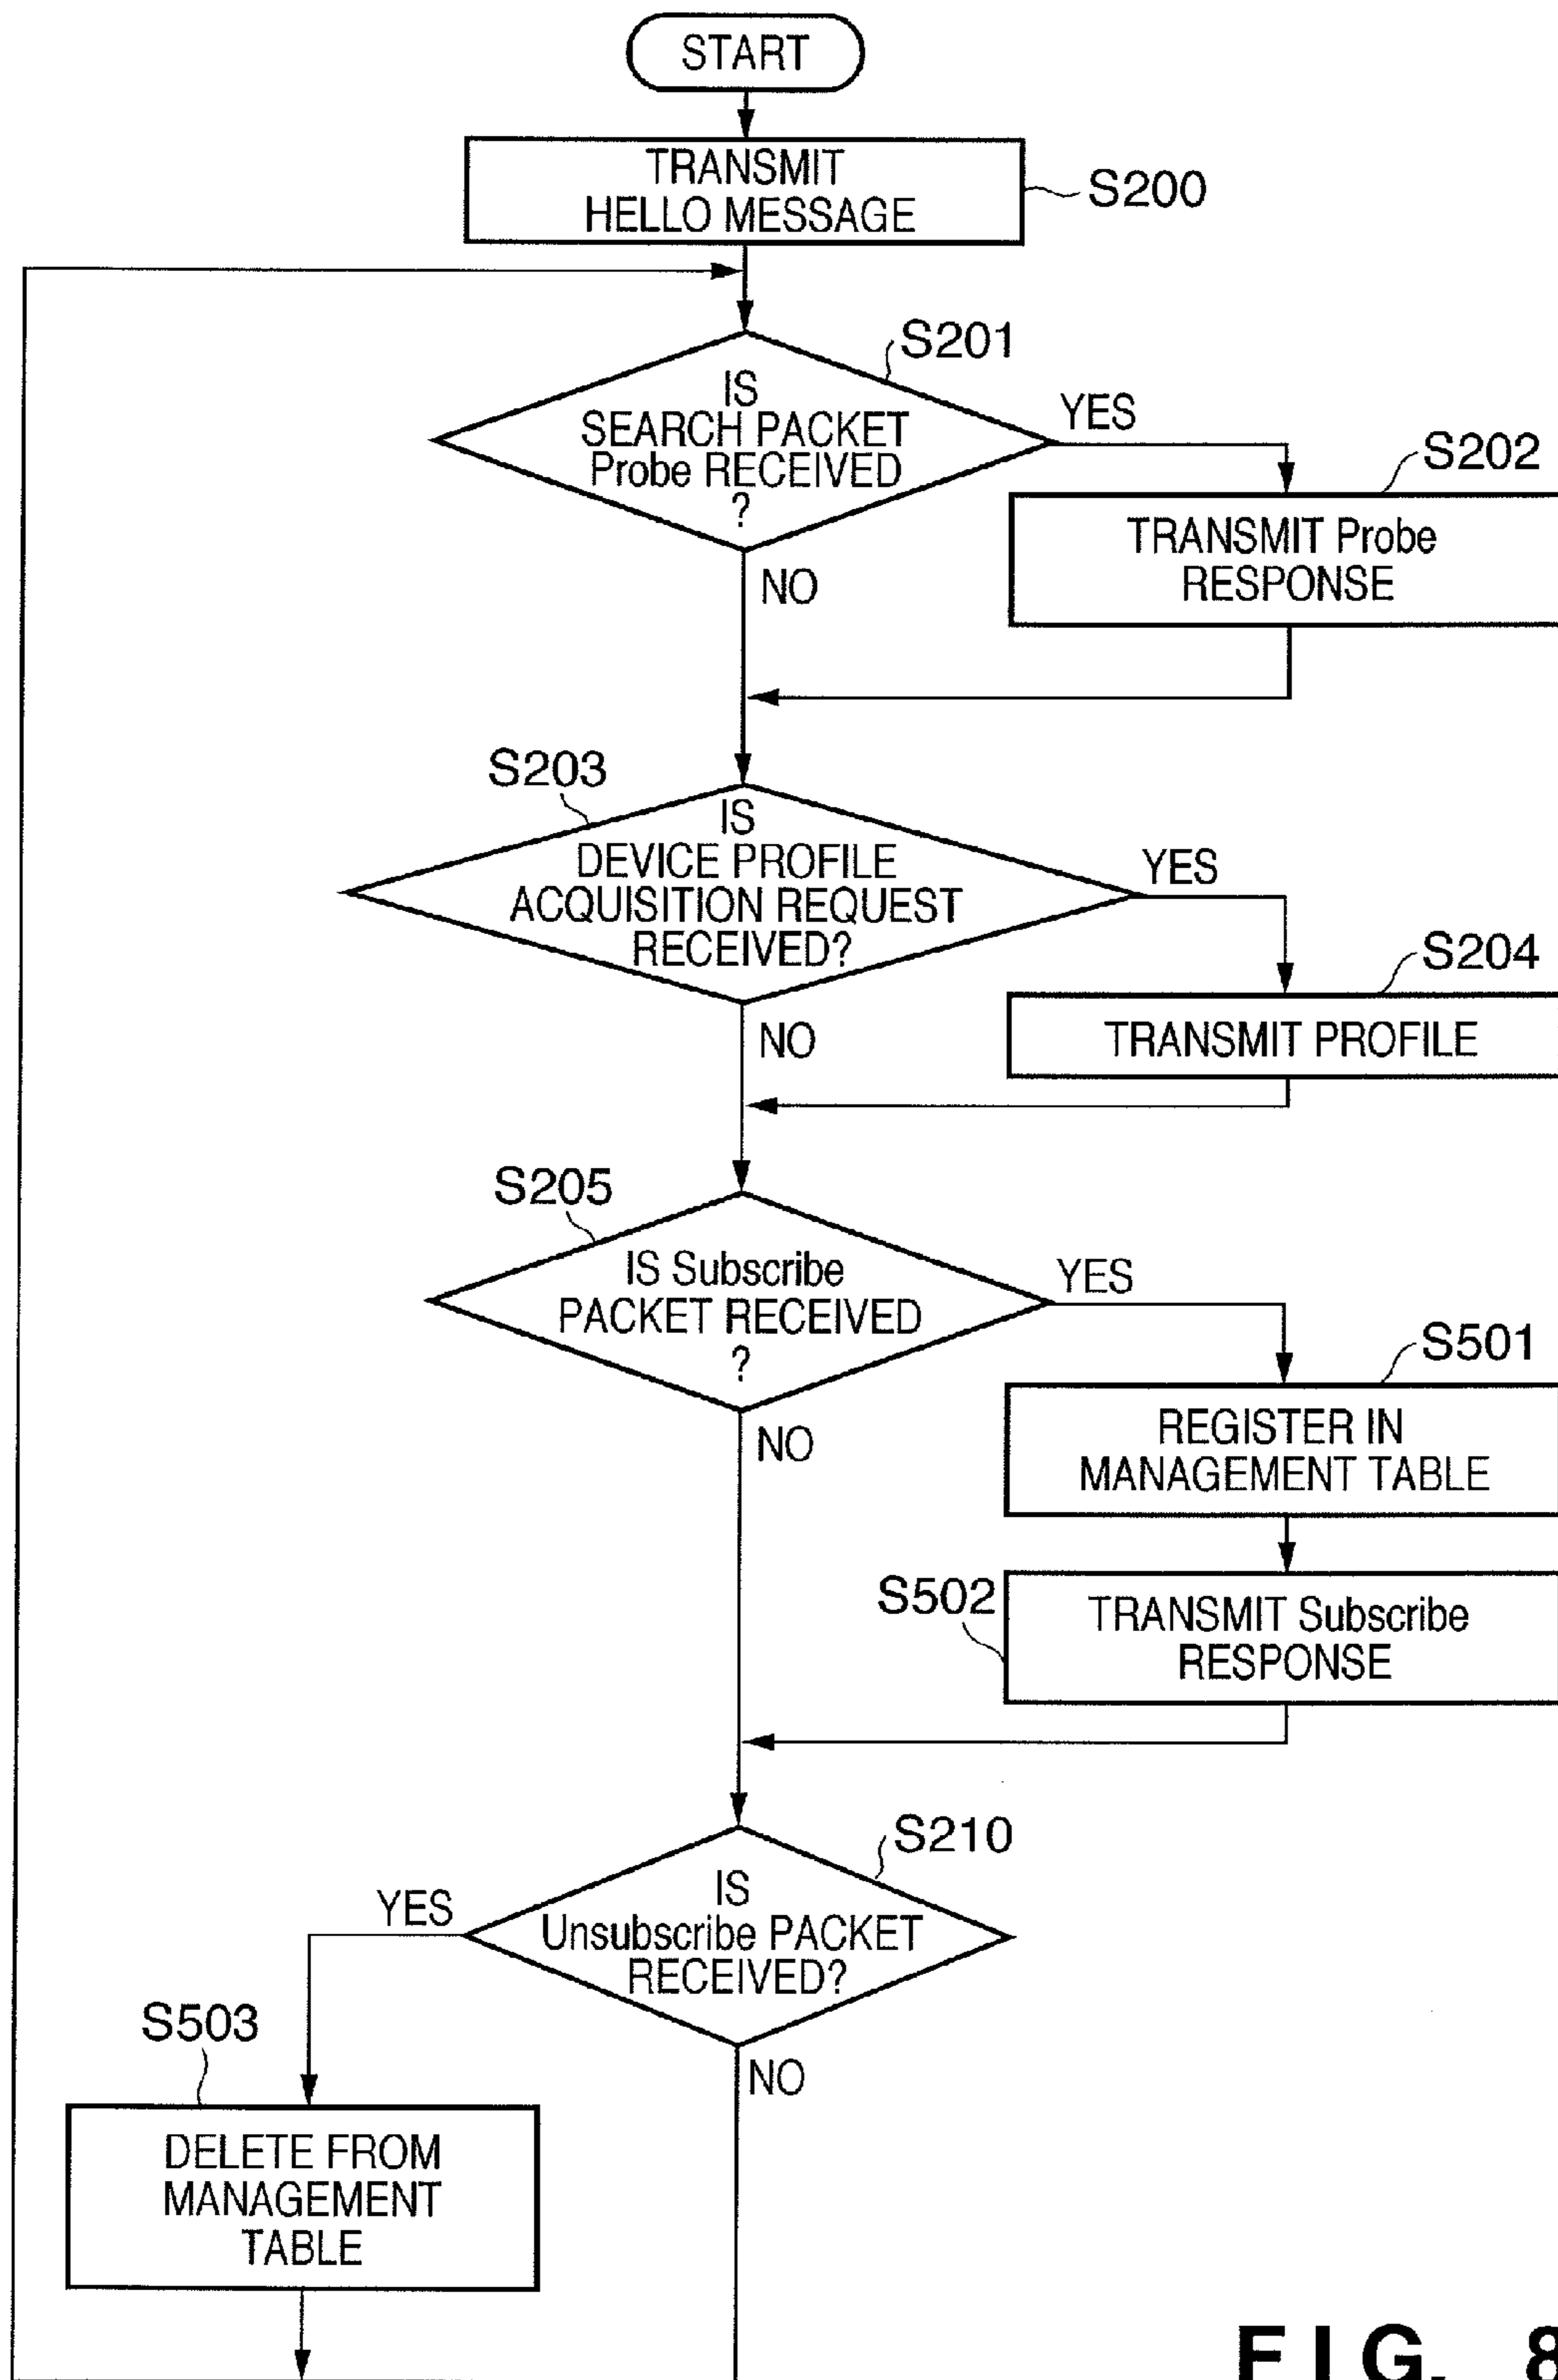 START
TRANSMIT
HELLO MESSAGE
S200
S201
IS
SEARCH PACKET
Probe RECEIVED
?
YES
S202
TRANSMIT Probe
RESPONSE
NO
S203
IS
DEVICE PROFILE
ACQUISITION REQUEST
RECEIVED?
YES
S204
TRANSMIT PROFILE
NO
S205
IS Subscribe
PACKET RECEIVED
?
YES
S501
REGISTER IN
MANAGEMENT TABLE
NO
S502
TRANSMIT Subscribe
RESPONSE
S210
IS
Unsubscribe PACKET
RECEIVED?
YES
S503
NO
DELETE FROM
MANAGEMENT
TABLE
FIG. 8